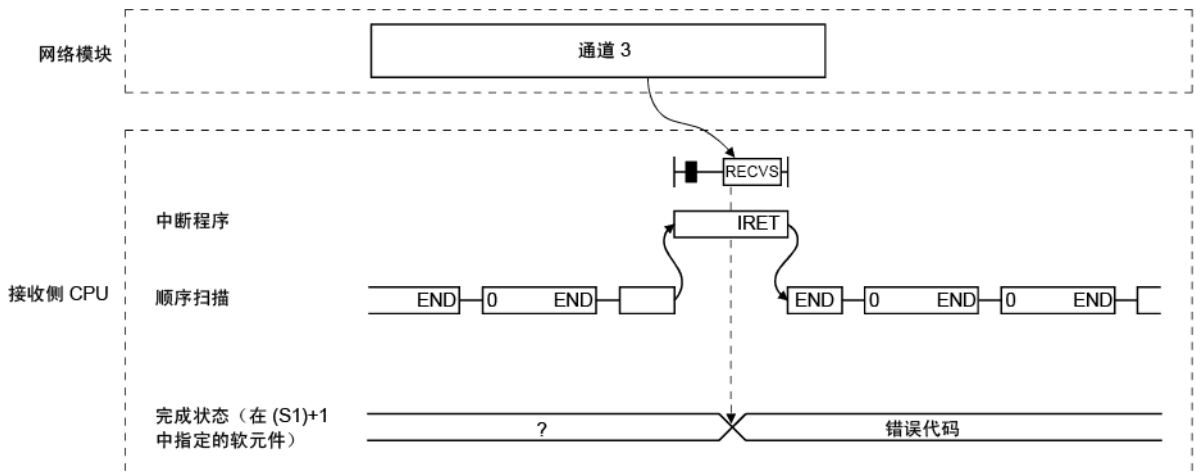 网络模块
通道 3
RECVS
中断程序
IRET
接收侧 CPU
顺序扫描
END 0 END END 0 END 0 END
完成状态（在 (S1)+1
中指定的软元件）
?
错误代码